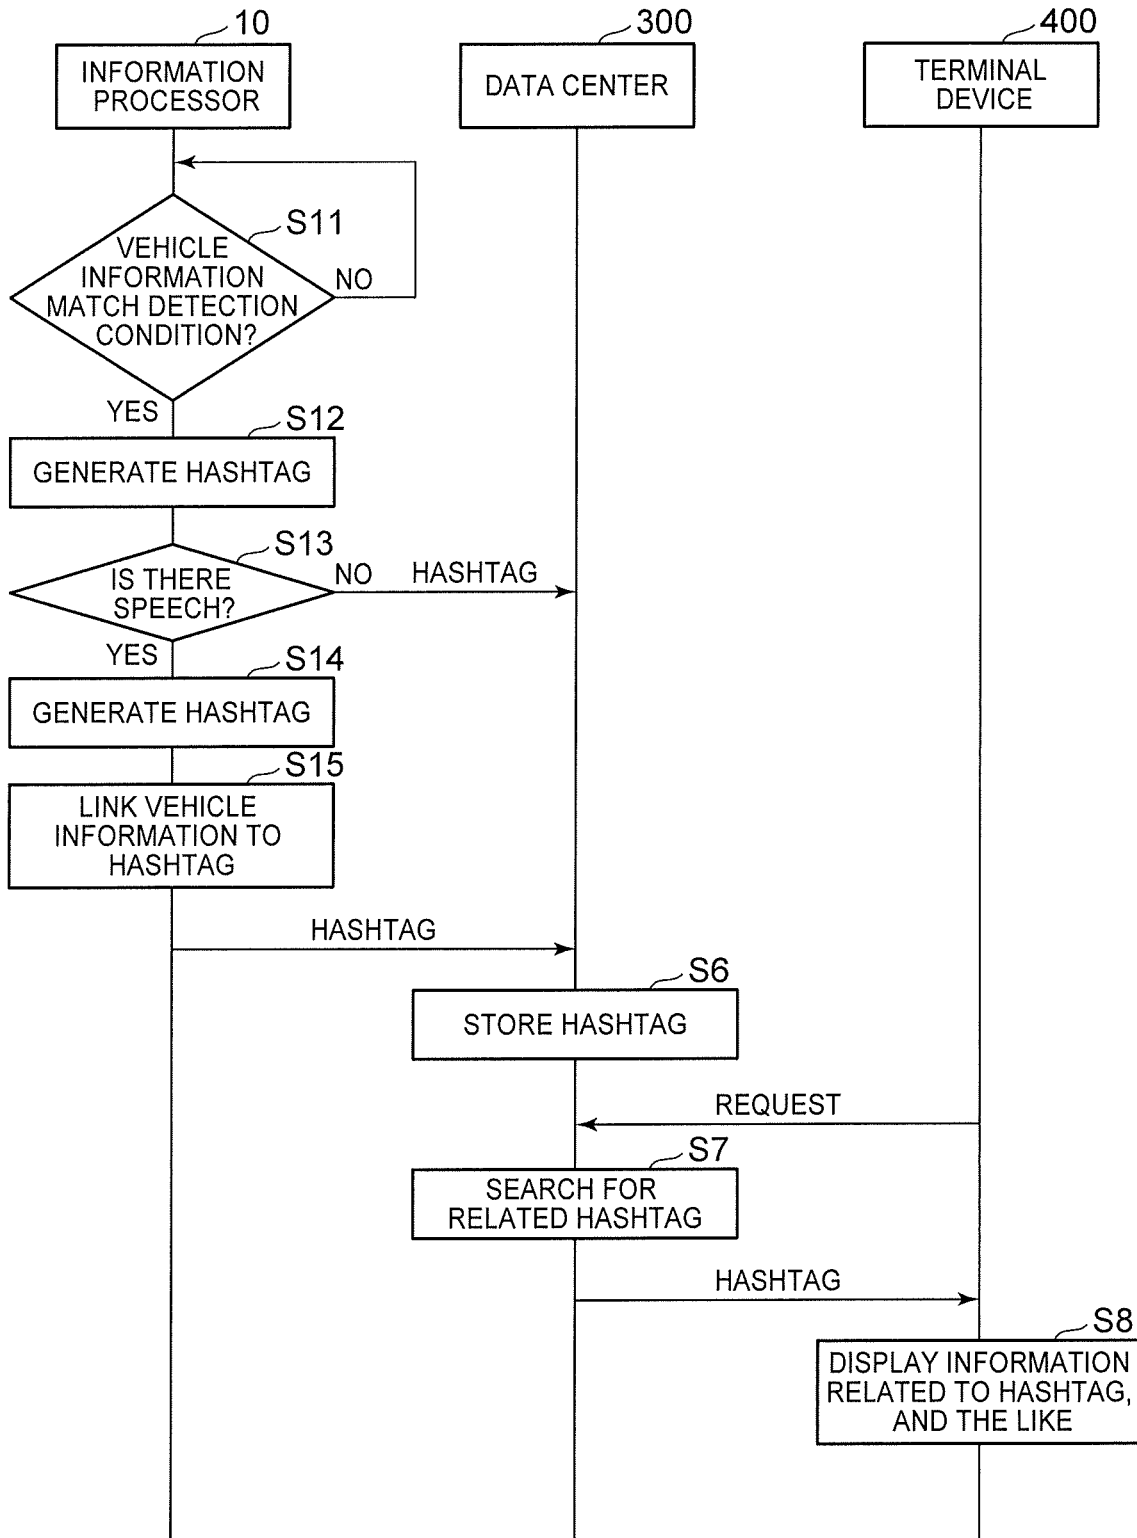 10
300
400
INFORMATION
PROCESSOR
DATA CENTER
TERMINAL
DEVICE
S11
VEHICLE
INFORMATION
MATCH DETECTION
CONDITION?
NO
YES
S12
GENERATE HASHTAG
S13
IS THERE
SPEECH?
NO
HASHTAG
YES
S14
GENERATE HASHTAG
S15
LINK VEHICLE
INFORMATION TO
HASHTAG
HASHTAG
S6
STORE HASHTAG
REQUEST
S7
SEARCH FOR
RELATED HASHTAG
HASHTAG
S8
DISPLAY INFORMATION
RELATED TO HASHTAG,
AND THE LIKE